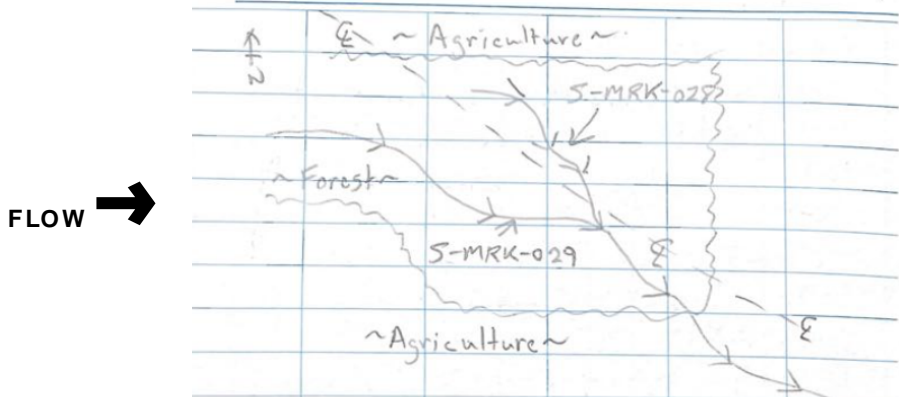 ℄ ~ Agriculture ~
N
S-MRK-028
~Forest~
FLOW
S-MRK-029
℄
℄
~Agriculture~